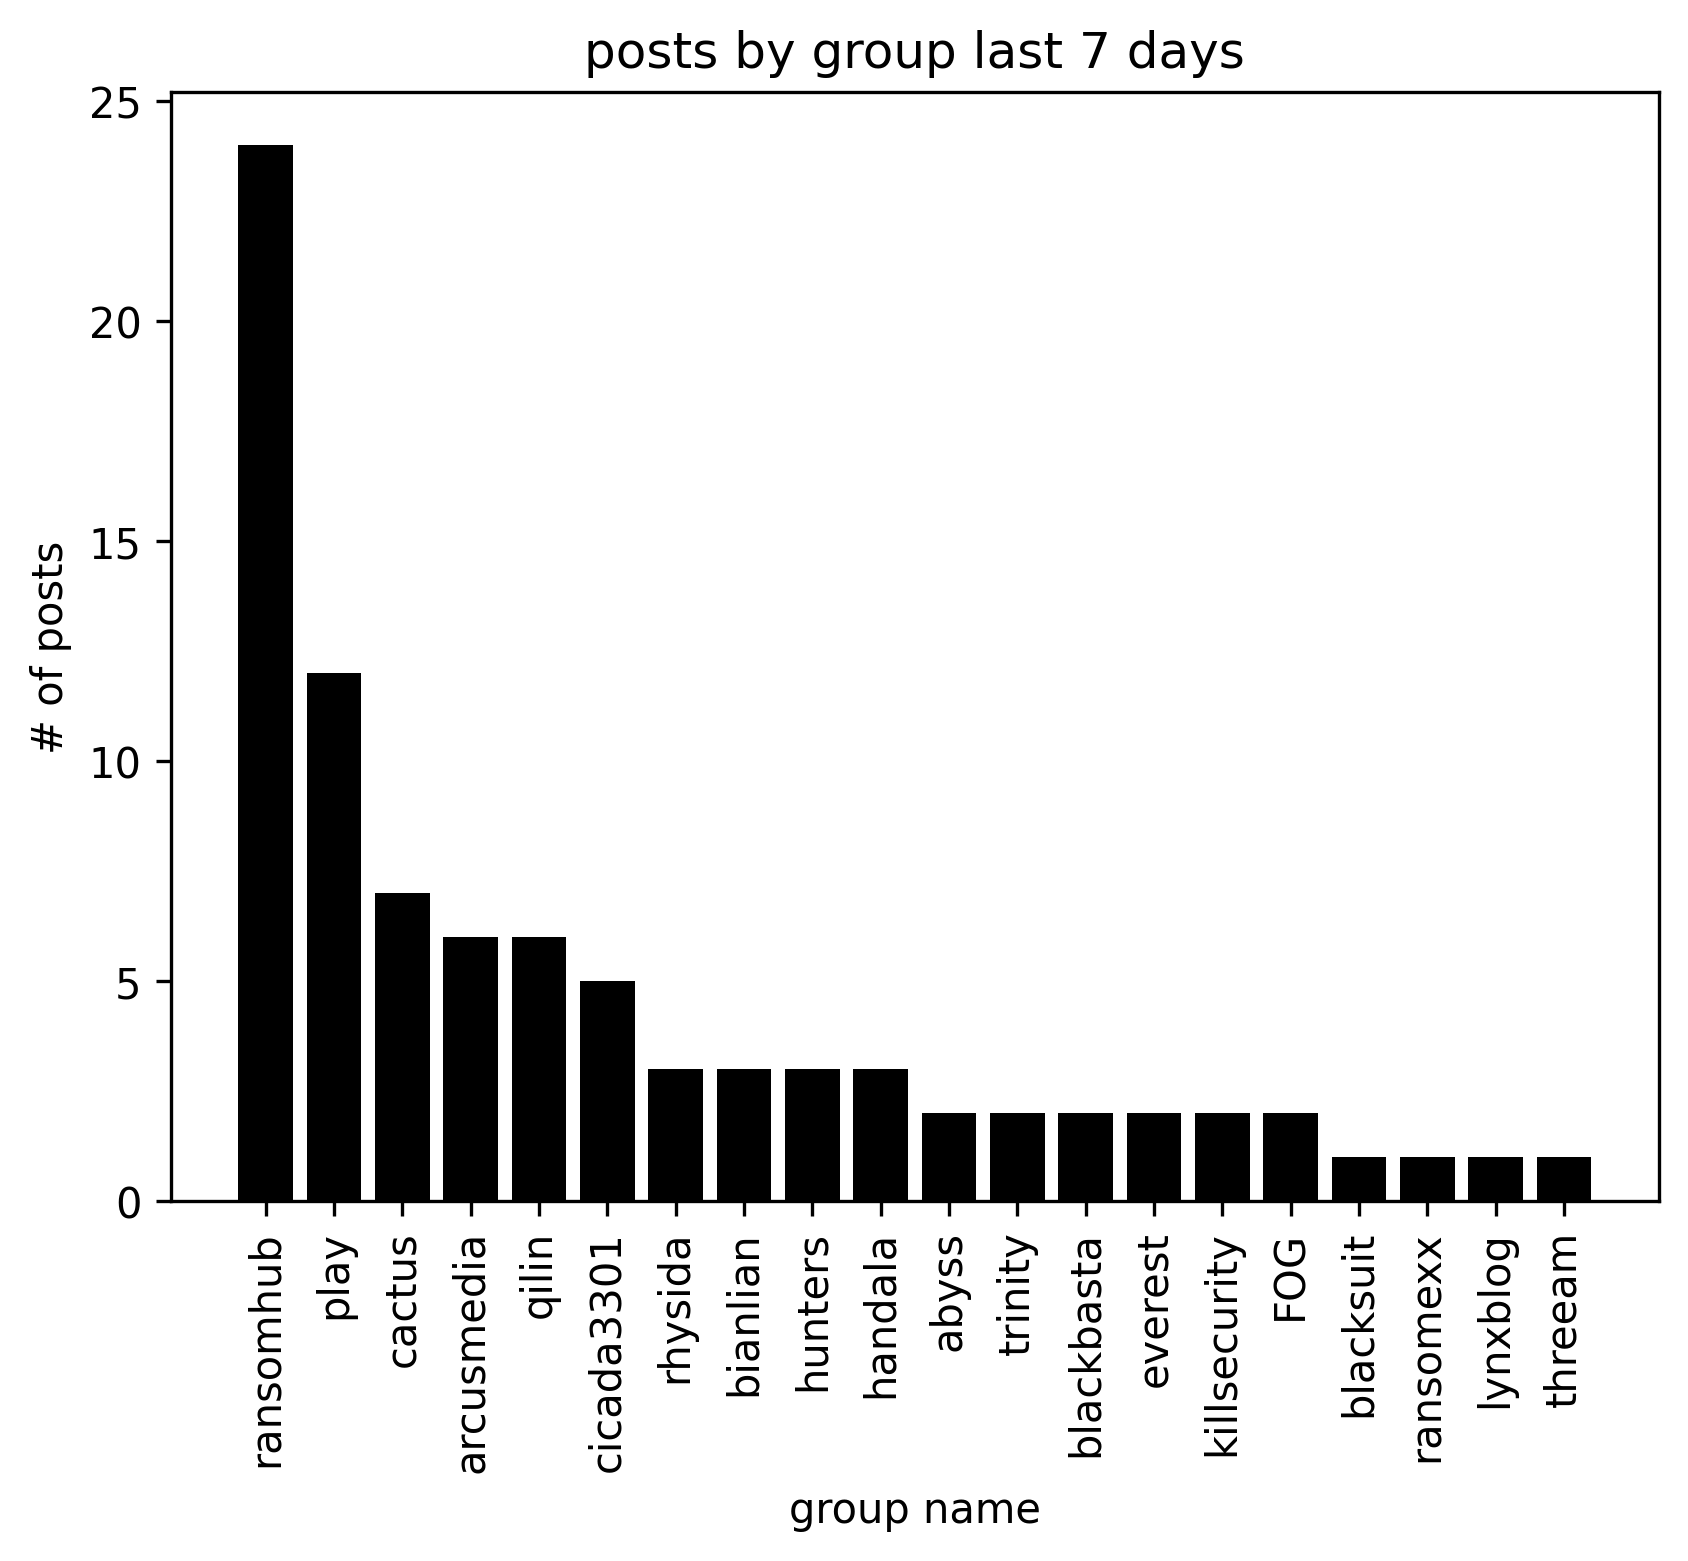 posts by group last 7 days
# of posts
25
20
15
10
5
0
ransomhub
play
cactus
arcusmedia
qilin
cicada3301
rhysida
bianlian
hunters
handala
abyss
trinity
blackbasta
everest
killsecurity
FOG
blacksuit
ransomexx
lynxblog
threeam
group name